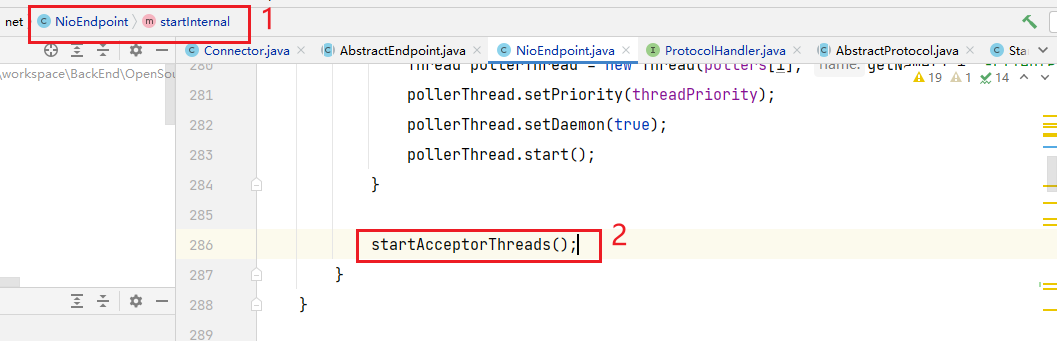 net NioEndpoint startInternal 1
Connector.java AbstractEndpoint.java NioEndpoint.java ProtocolHandler.java AbstractProtocol.java Sta
\workspace\BackEnd\OpenSou
19 1 14
280 Thread pollerThread = new Thread(pollers[i], name: getName() +
281 pollerThread.setPriority(threadPriority);
282 pollerThread.setDaemon(true);
283 pollerThread.start();
284 }
285
286 startAcceptorThreads(); 2
287 }
288 }
289